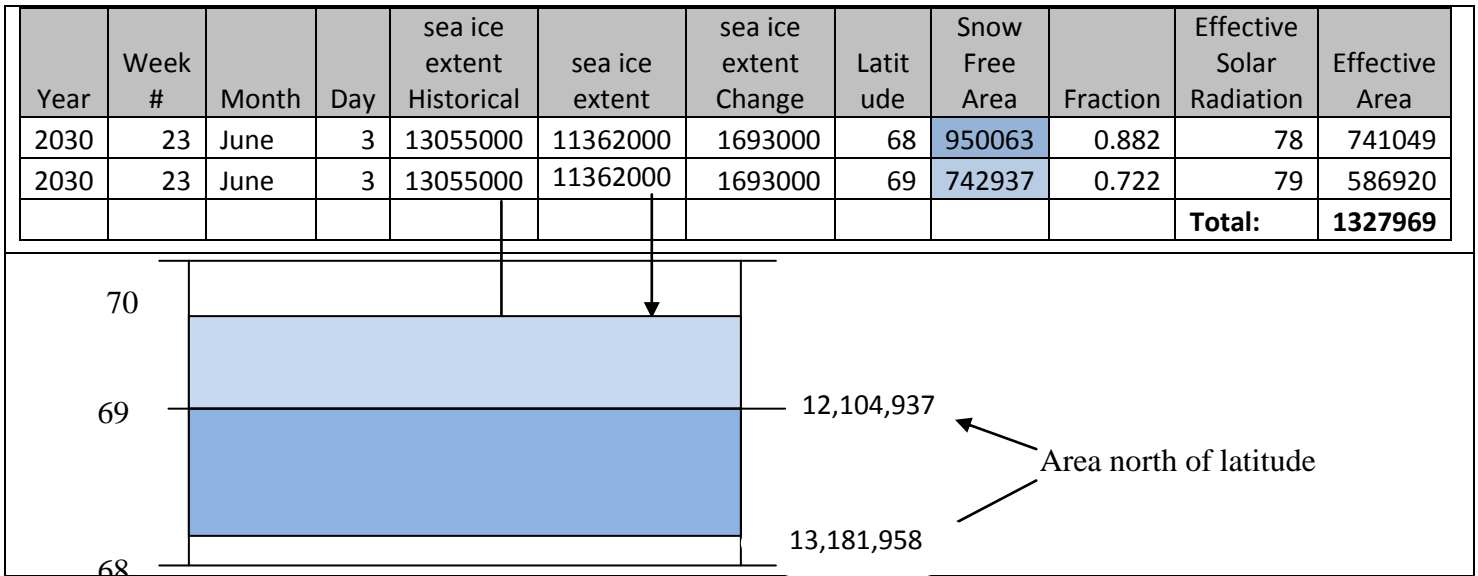 Year Week # Month Day sea ice extent Historical sea ice extent sea ice extent Change Latit ude Snow Free Area Fraction Effective Solar Radiation Effective Area
2030 23 June 3 13055000 11362000 1693000 68 950063 0.882 78 741049
2030 23 June 3 13055000 11362000 1693000 69 742937 0.722 79 586920
Total: 1327969
70
69 12,104,937
Area north of latitude
13,181,958
68